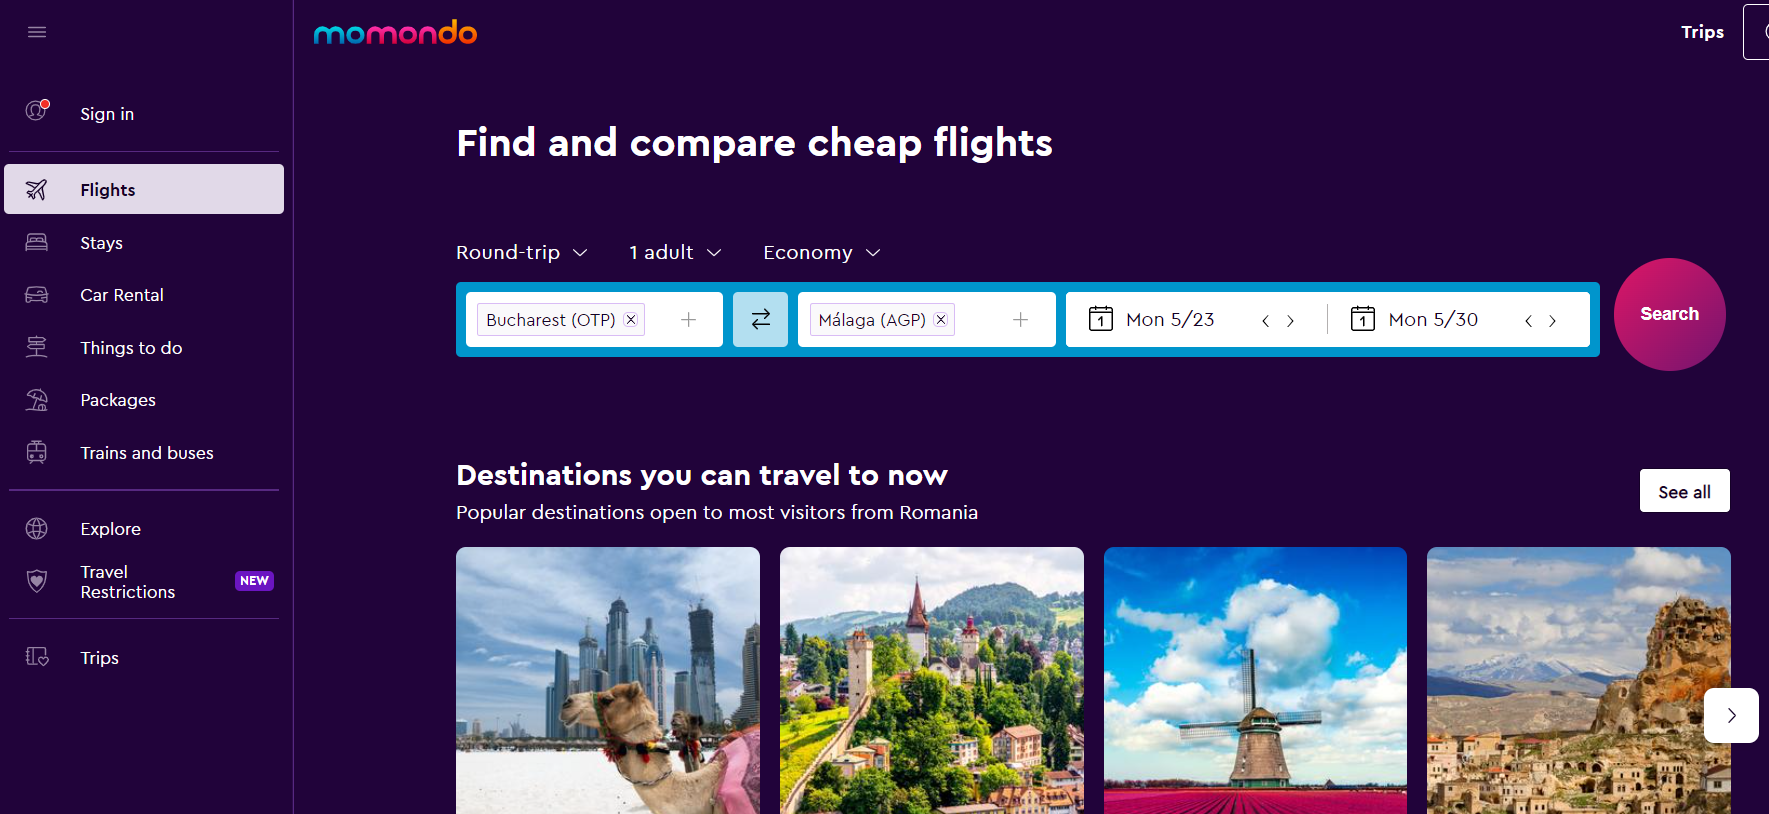 momondo
Trips
Sign in
Flights
Stays
Car Rental
Things to do
Packages
Trains and buses
Explore
Travel
Restrictions
NEW
Trips
Find and compare cheap flights
Round-trip
1 adult
Economy
Bucharest (OTP)
Málaga (AGP)
1
Mon 5/23
1
Mon 5/30
Search
Destinations you can travel to now
Popular destinations open to most visitors from Romania
See all